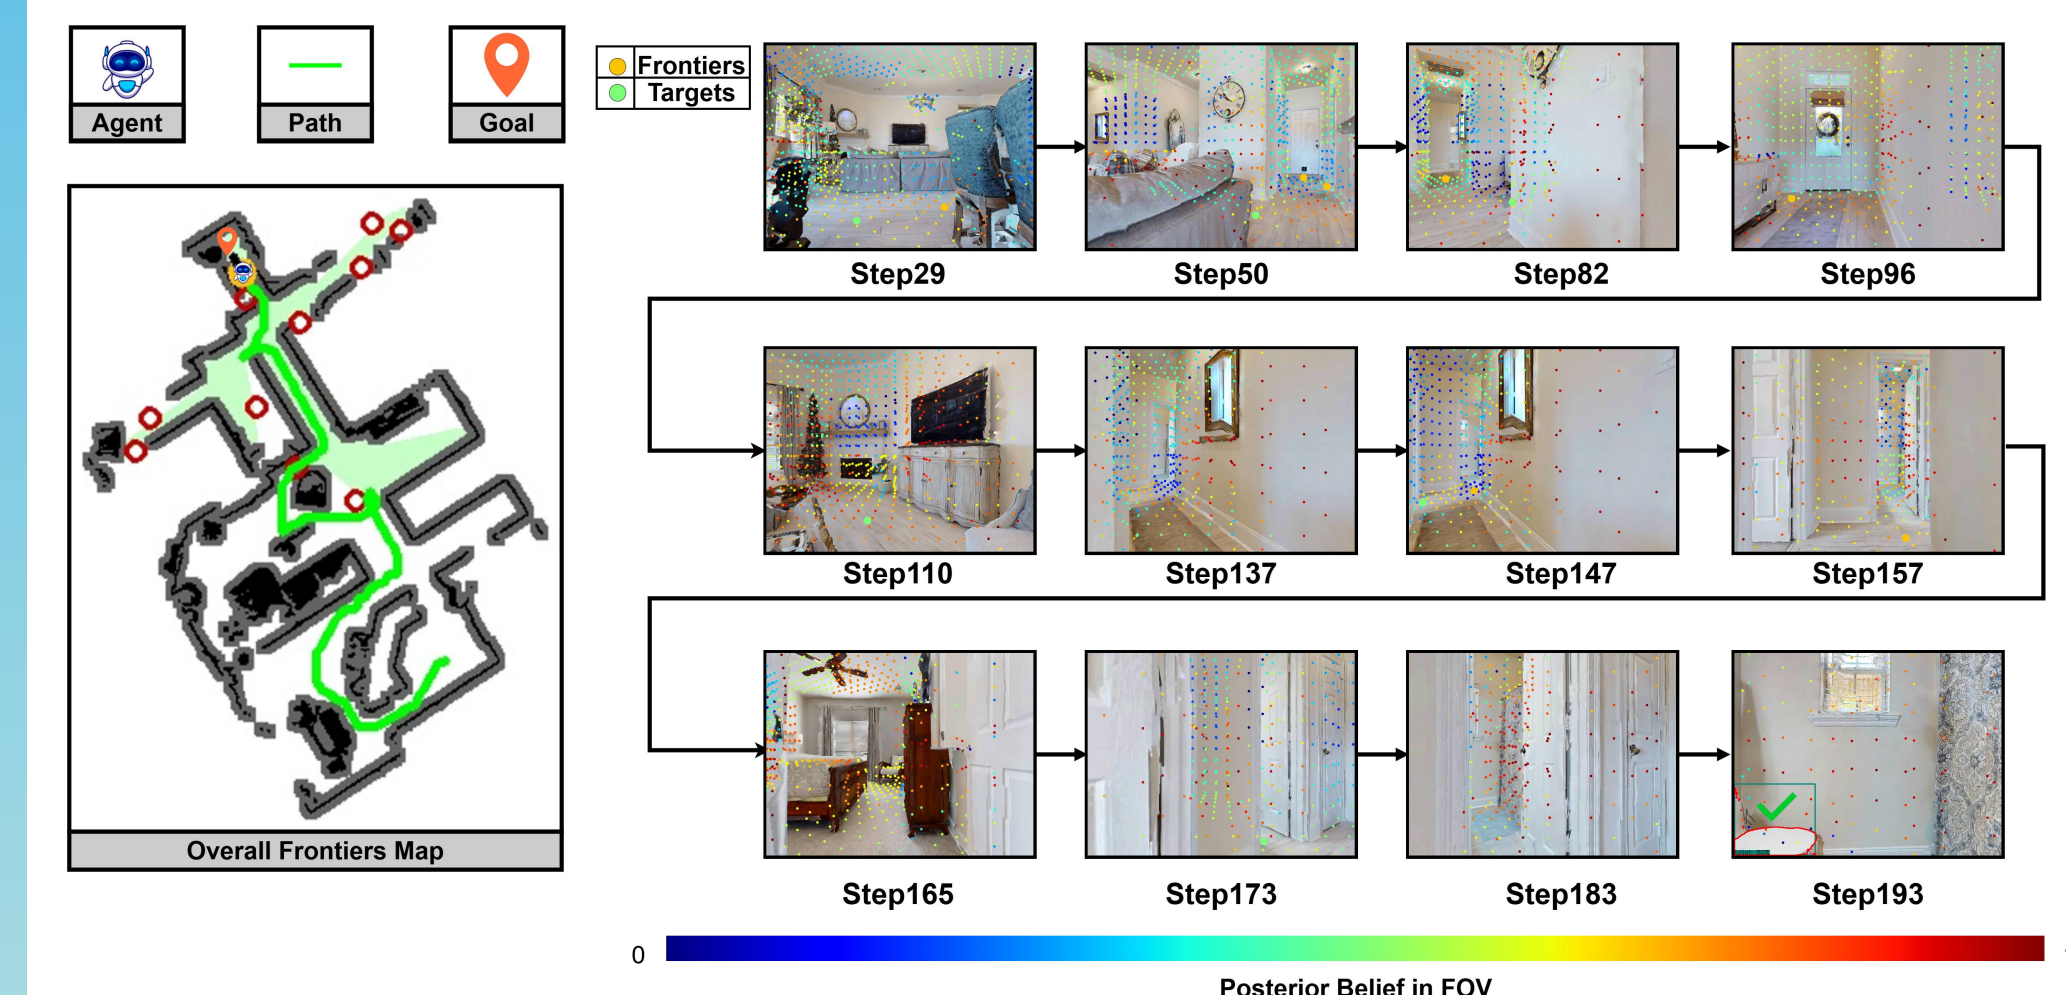 Agent
Path
Goal
Frontiers
Targets
Step29
Step50
Step82
Step96
Step110
Step137
Step147
Step157
Step165
Step173
Step183
Step193
Overall Frontiers Map
0
Posterior Belief in FOV